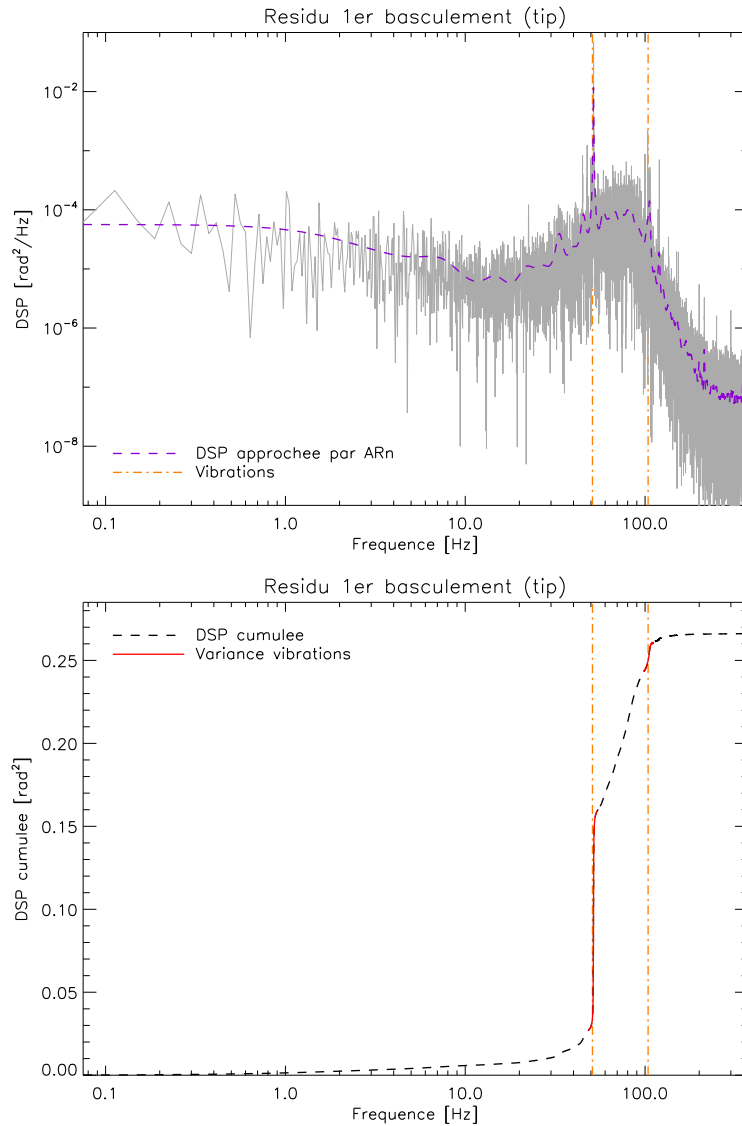 Residu 1er basculement (tip)
DSP [rad²/Hz]
10⁻²
10⁻⁴
10⁻⁶
10⁻⁸
DSP approchee par ARn
Vibrations
0.1 1.0 10.0 100.0
Frequence [Hz]
Residu 1er basculement (tip)
DSP cumulee [rad²]
0.25
0.20
0.15
0.10
0.05
0.00
DSP cumulee
Variance vibrations
0.1 1.0 10.0 100.0
Frequence [Hz]